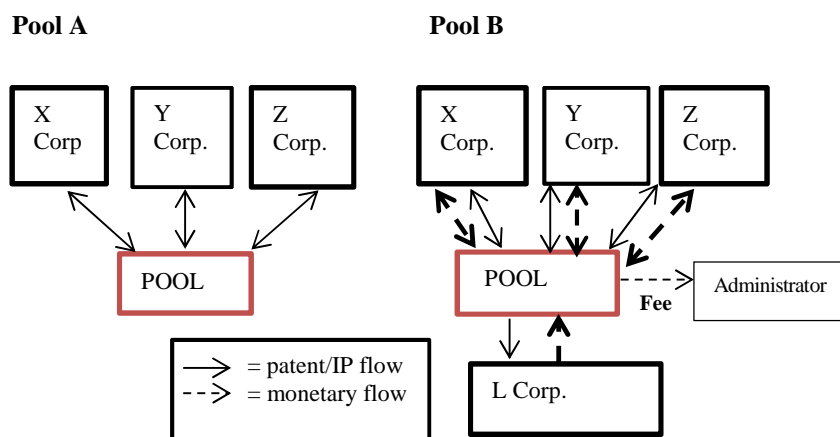 Pool A
Pool B
X
Corp
Y
Corp.
Z
Corp.
X
Corp.
Y
Corp.
Z
Corp.
POOL
POOL
Administrator
Fee
= patent/IP flow
= monetary flow
L Corp.